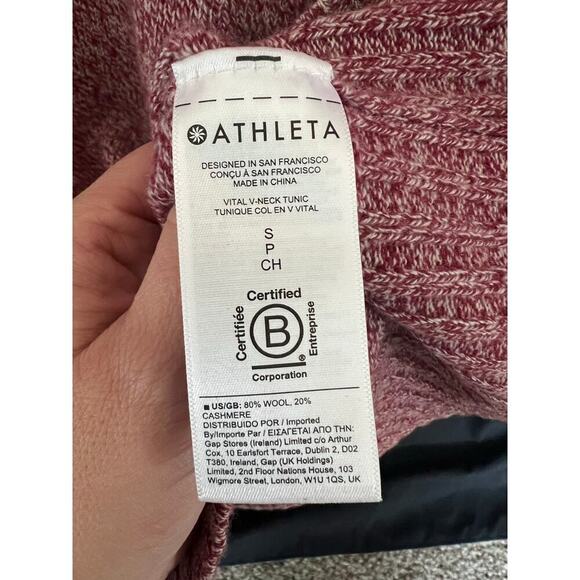 ATHLETA
DESIGNED IN SAN FRANCISCO
CONÇU À SAN FRANCISCO
MADE IN CHINA
VITAL V-NECK TUNIC
TUNIQUE COL EN V VITAL
S
P
CH
Certified
Certifiée
B
Entreprise
®
Corporation
■ US/GB: 80% WOOL, 20%
CASHMERE
DISTRIBUIDO POR / Imported
By/Importe Par / ΕΙΣΑΓΕΤΑΙ ΑΠΟ ΤΗΝ:
Gap Stores (Ireland) Limited c/o Arthur
Cox, 10 Earlsfort Terrace, Dublin 2, D02
T380, Ireland, Gap (UK Holdings)
Limited, 2nd Floor Nations House, 103
Wigmore Street, London, W1U 1QS, UK